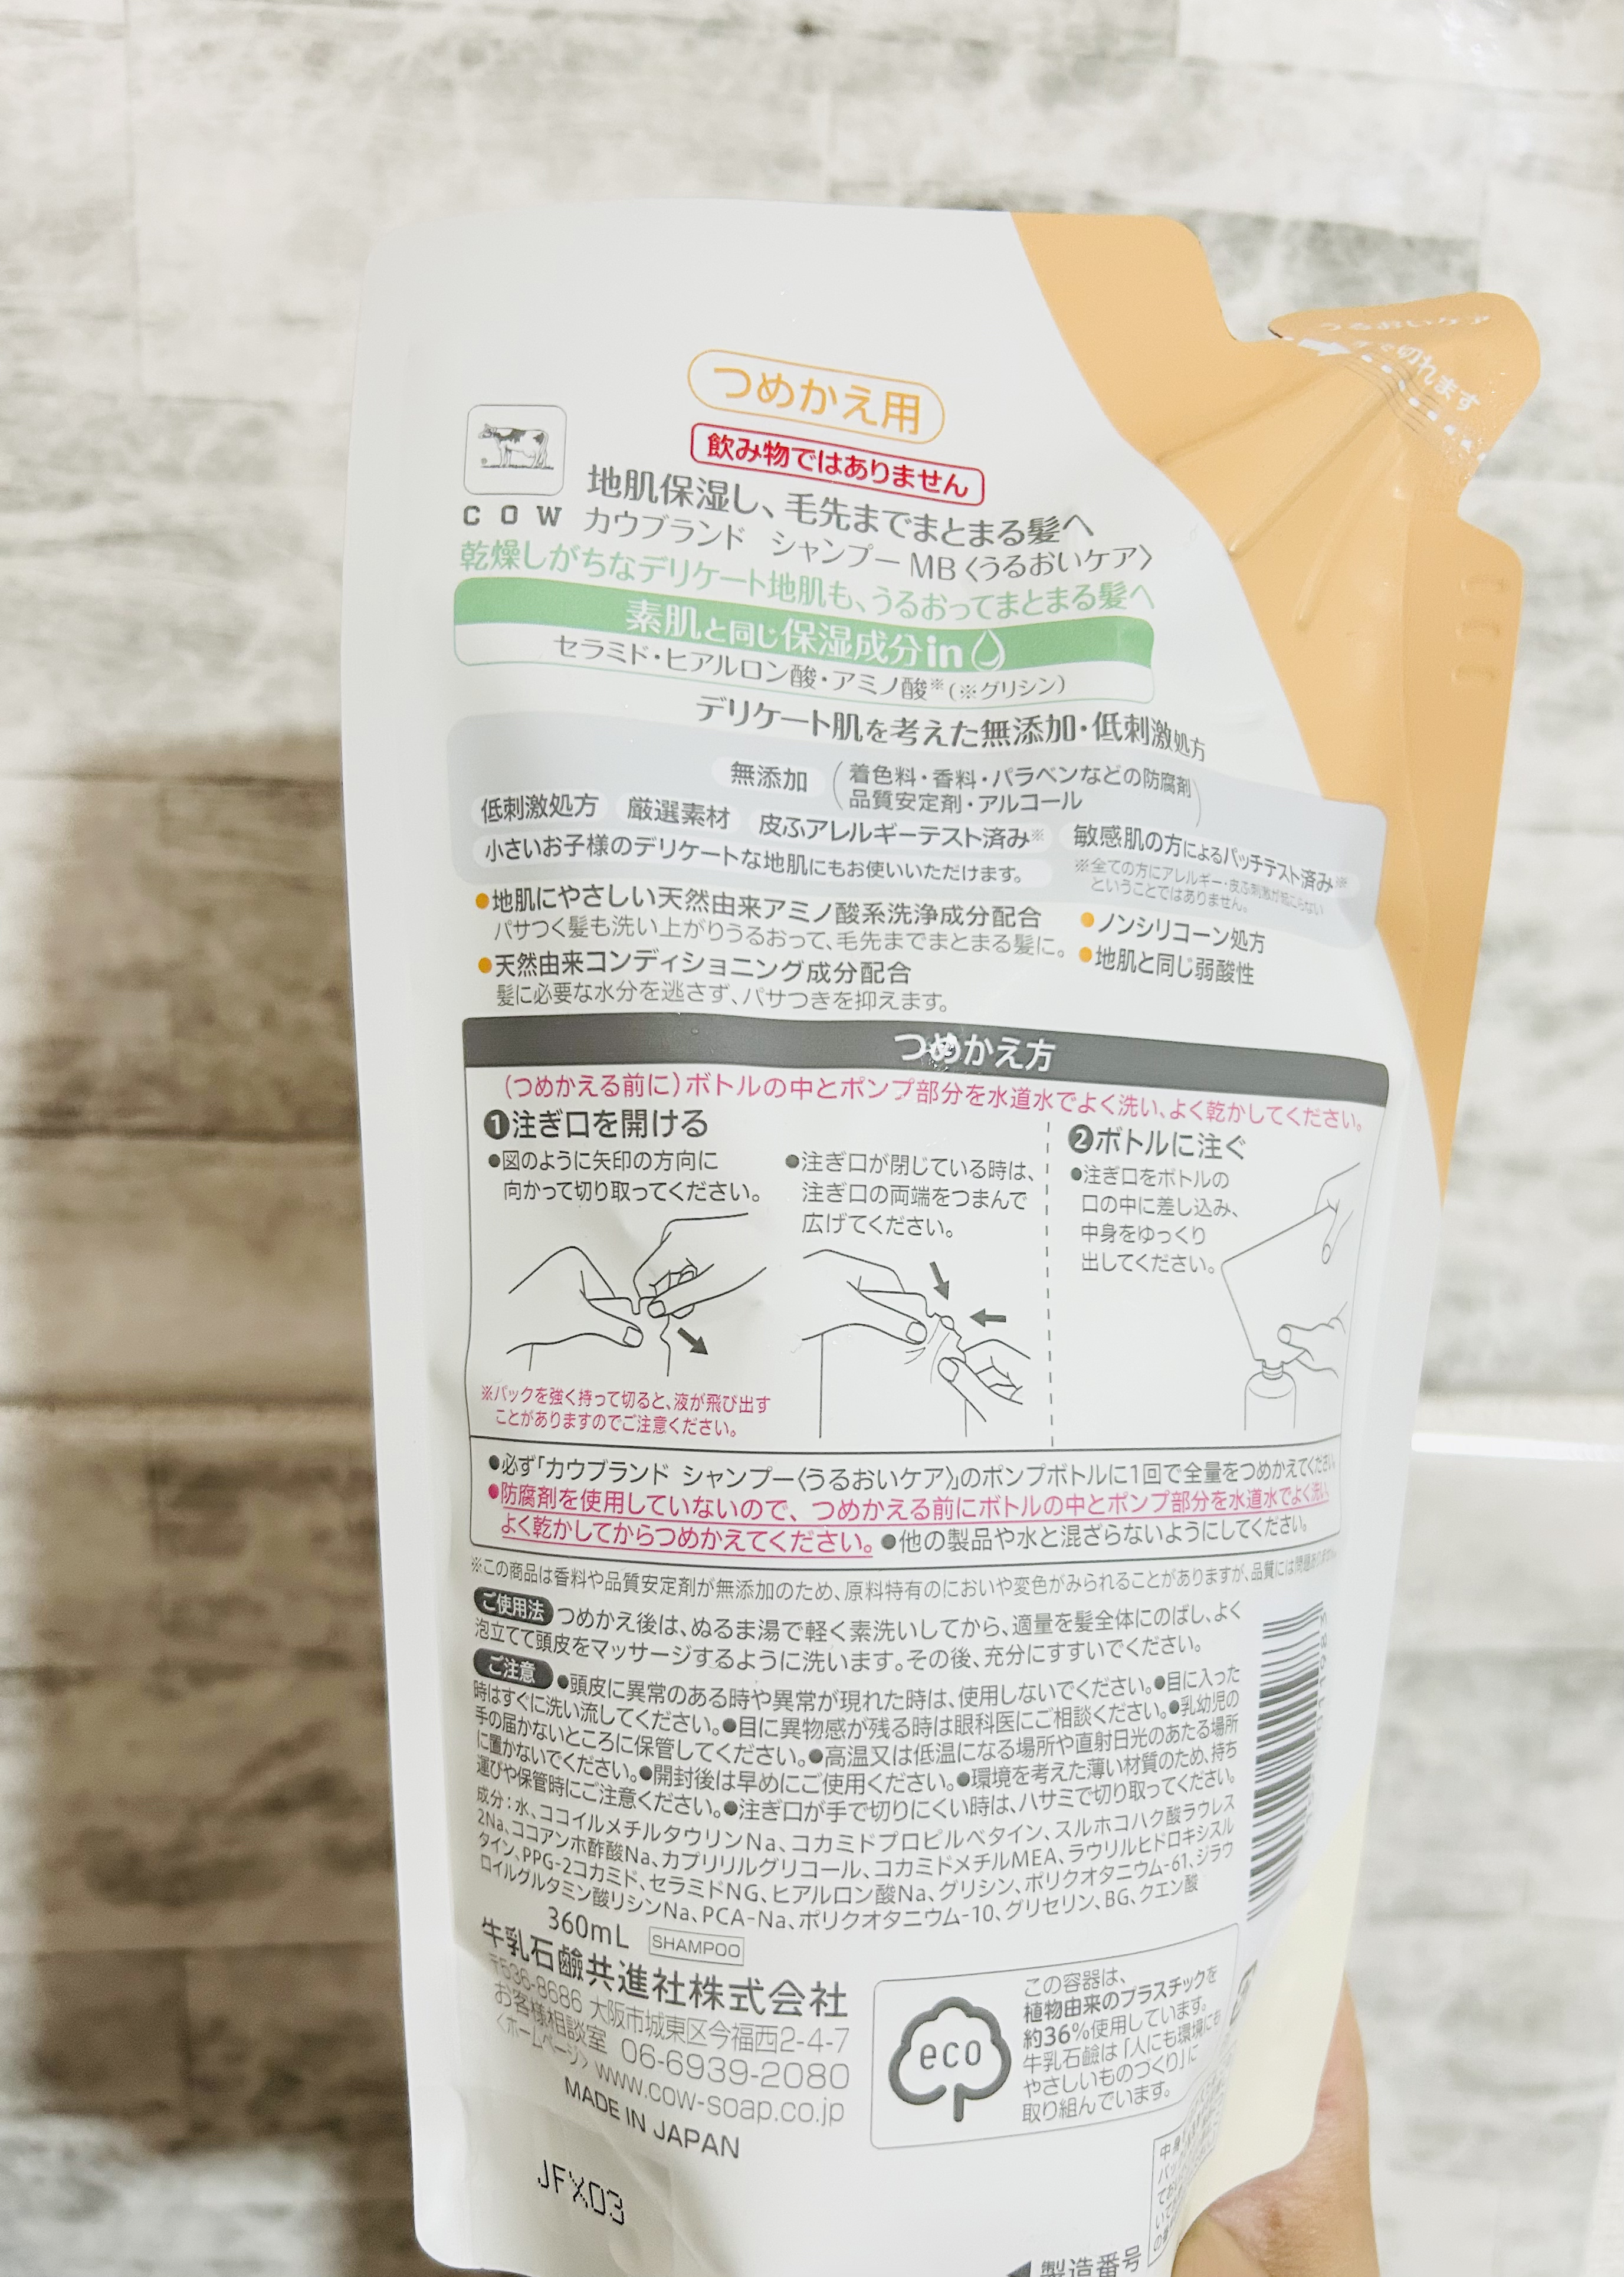 うるおいケア
切れます
つめかえ用
飲み物ではありません
COW
地肌保湿し、毛先までまとまる髪へ
カウブランド シャンプー MB〈うるおいケア〉
乾燥しがちなデリケート地肌も、うるおってまとまる髪へ
素肌と同じ保湿成分in
セラミド・ヒアルロン酸・アミノ酸※(※グリシン)
デリケート肌を考えた無添加・低刺激処方
無添加 (着色料・香料・パラベンなどの防腐剤
品質安定剤・アルコール)
低刺激処方 厳選素材 皮ふアレルギーテスト済み※ 敏感肌の方によるパッチテスト済み※
小さいお子様のデリケートな地肌にもお使いいただけます。
※全ての方にアレルギー・皮ふ刺激が起こらない
ということではありません。
●地肌にやさしい天然由来アミノ酸系洗浄成分配合
パサつく髪も洗い上がりうるおって、毛先までまとまる髪に。
●天然由来コンディショニング成分配合
髪に必要な水分を逃さず、パサつきを抑えます。
●ノンシリコーン処方
●地肌と同じ弱酸性
つめかえ方
(つめかえる前に)ボトルの中とポンプ部分を水道水でよく洗い、よく乾かしてください。
❶注ぎ口を開ける
●図のように矢印の方向に
向かって切り取ってください。
●注ぎ口が閉じている時は、
注ぎ口の両端をつまんで
広げてください。
※パックを強く持って切ると、液が飛び出す
ことがありますのでご注意ください。
❷ボトルに注ぐ
●注ぎ口をボトルの
口の中に差し込み、
中身をゆっくり
出してください。
●必ず「カウブランド シャンプー〈うるおいケア〉」のポンプボトルに1回で全量をつめかえてください。
●防腐剤を使用していないので、つめかえる前にボトルの中とポンプ部分を水道水でよく洗い、
よく乾かしてからつめかえてください。●他の製品や水と混ざらないようにしてください。
※この商品は香料や品質安定剤が無添加のため、原料特有のにおいや変色がみられることがありますが、品質には問題ありません。
ご使用法 つめかえ後は、ぬるま湯で軽く素洗いしてから、適量を髪全体にのばし、よく
泡立てて頭皮をマッサージするように洗います。その後、充分にすすいでください。
ご注意 ●頭皮に異常のある時や異常が現れた時は、使用しないでください。●目に入った
時はすぐに洗い流してください。●目に異物感が残る時は眼科医にご相談ください。●乳幼児の
手の届かないところに保管してください。●高温又は低温になる場所や直射日光のあたる場所
に置かないでください。●開封後は早めにご使用ください。●環境を考えた薄い材質のため、持ち
運びや保管時にご注意ください。●注ぎ口が手で切りにくい時は、ハサミで切り取ってください。
成分:水、ココイルメチルタウリンNa、コカミドプロピルベタイン、スルホコハク酸ラウレス
2Na、ココアンホ酢酸Na、カプリリルグリコール、コカミドメチルMEA、ラウリルヒドロキシスル
タイン、PPG-2コカミド、セラミドNG、ヒアルロン酸Na、グリシン、ポリクオタニウム-61、ジラウ
ロイルグルタミン酸リシンNa、PCA-Na、ポリクオタニウム-10、グリセリン、BG、クエン酸
360mL SHAMPOO
牛乳石鹼共進社株式会社
〒536-8686 大阪市城東区今福西2-4-7
お客様相談室 06-6939-2080
〈ホームページ〉www.cow-soap.co.jp
MADE IN JAPAN
eco
この容器は、
植物由来のプラスチックを
約36%使用しています。
牛乳石鹼は「人にも環境にも
やさしいものづくり」に
取り組んでいます。
JFX03
製造番号